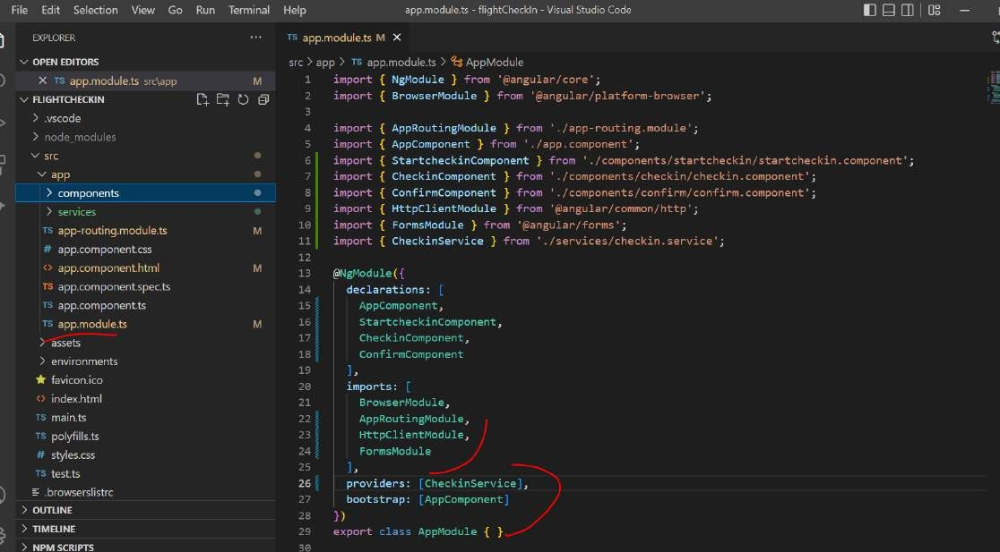 File Edit Selection View Go Run Terminal Help app.module.ts - flightCheckIn - Visual Studio Code
EXPLORER
OPEN EDITORS
TS app.module.ts src\app M
FLIGHTCHECKIN
.vscode
node_modules
src
app
components
services
TS app-routing.module.ts M
# app.component.css
<> app.component.html M
TS app.component.spec.ts
TS app.component.ts
TS app.module.ts M
assets
environments
favicon.ico
<> index.html
TS main.ts
TS polyfills.ts
# styles.css
TS test.ts
.browserslistrc
OUTLINE
TIMELINE
NPM SCRIPTS
TS app.module.ts M
src > app > TS app.module.ts > AppModule
1 import { NgModule } from '@angular/core';
2 import { BrowserModule } from '@angular/platform-browser';
3
4 import { AppRoutingModule } from './app-routing.module';
5 import { AppComponent } from './app.component';
6 import { StartcheckinComponent } from './components/startcheckin/startcheckin.component';
7 import { CheckinComponent } from './components/checkin/checkin.component';
8 import { ConfirmComponent } from './components/confirm/confirm.component';
9 import { HttpClientModule } from '@angular/common/http';
10 import { FormsModule } from '@angular/forms';
11 import { CheckinService } from './services/checkin.service';
12
13 @NgModule({
14 declarations: [
15 AppComponent,
16 StartcheckinComponent,
17 CheckinComponent,
18 ConfirmComponent
19 ],
20 imports: [
21 BrowserModule,
22 AppRoutingModule,
23 HttpClientModule,
24 FormsModule
25 ],
26 providers: [CheckinService],
27 bootstrap: [AppComponent]
28 })
29 export class AppModule { }
30